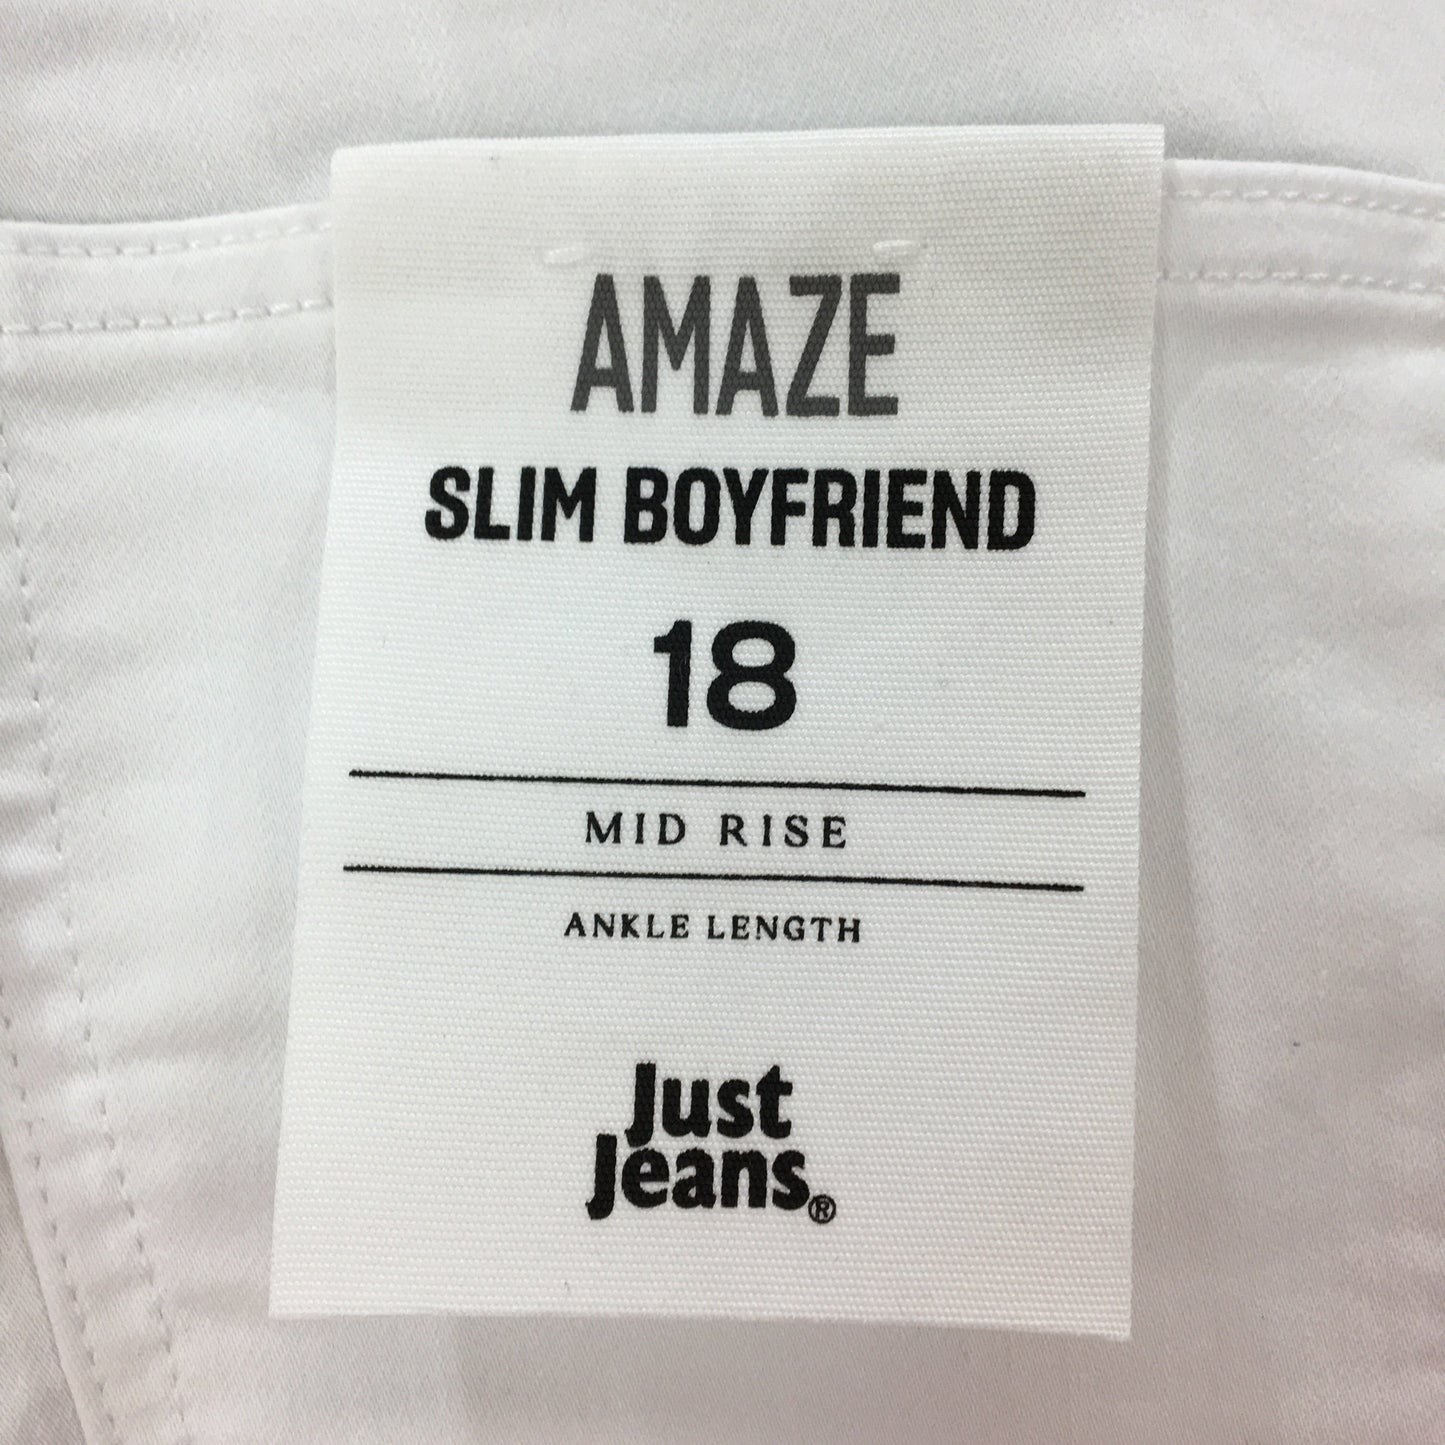 AMAZE
SLIM BOYFRIEND
18
MID RISE
ANKLE LENGTH
Just
Jeans®